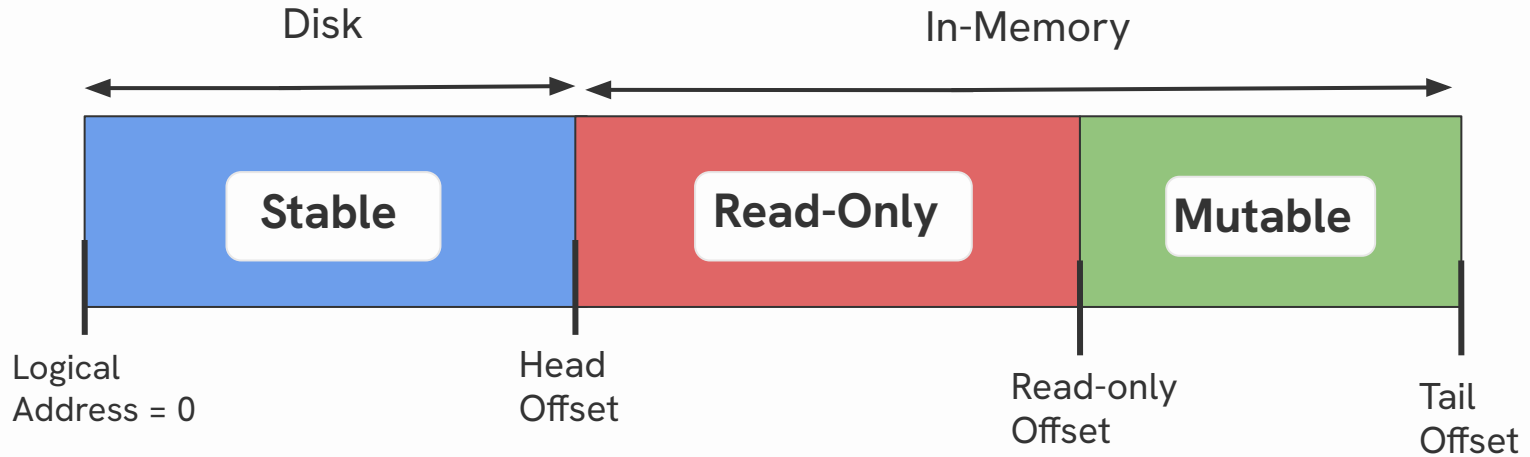 Disk
In-Memory
Stable
Read-Only
Mutable
Logical
Address = 0
Head
Offset
Read-only
Offset
Tail
Offset